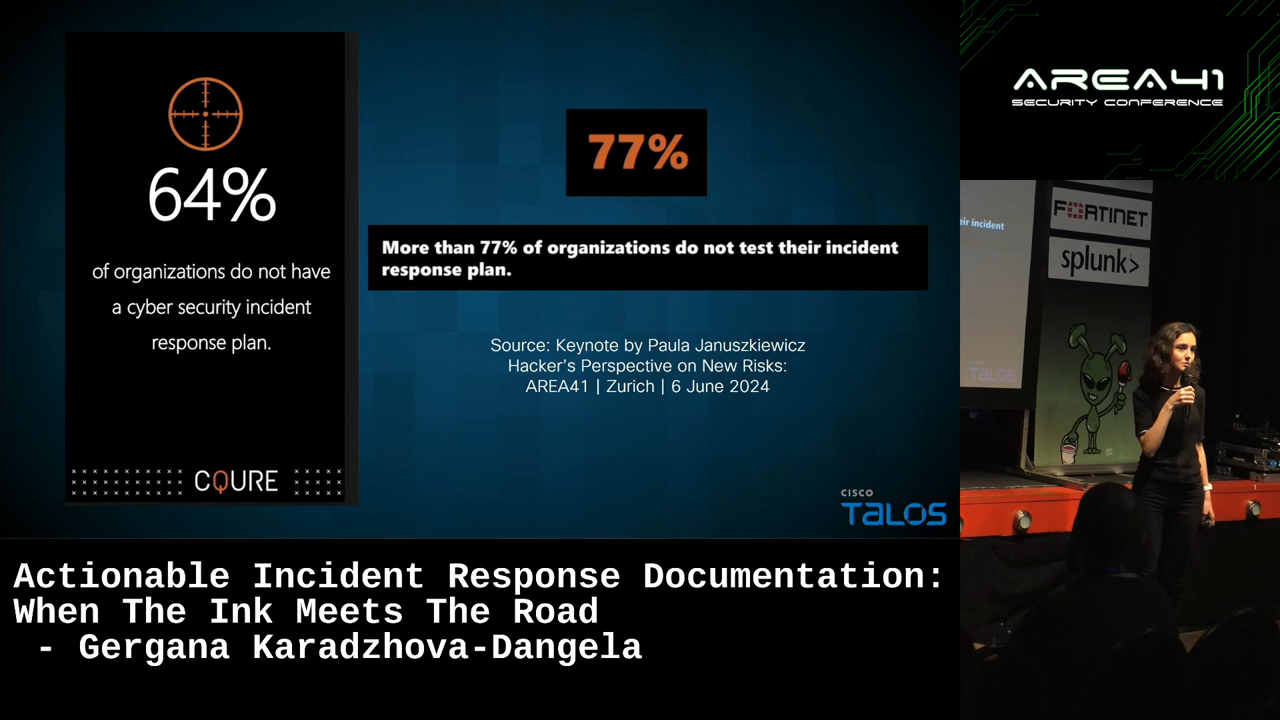 64%
of organizations do not have
a cyber security incident
response plan.
CQURE
77%
More than 77% of organizations do not test their incident
response plan.
Source: Keynote by Paula Januszkiewicz
Hacker's Perspective on New Risks:
AREA41 | Zurich | 6 June 2024
CISCO
TALOS
AREA41
SECURITY CONFERENCE
eir incident
TALOS
FORTINET
splunk>
Actionable Incident Response Documentation:
When The Ink Meets The Road
- Gergana Karadzhova-Dangela